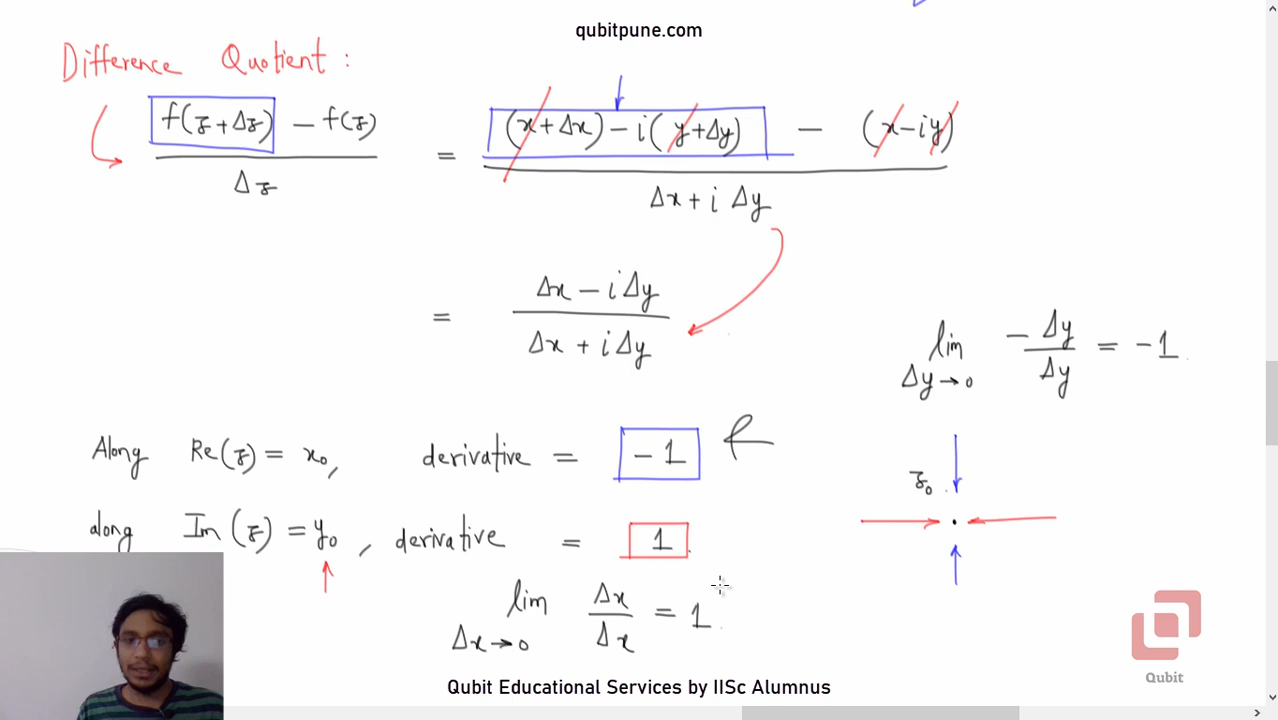 qubitpune.com
Difference Quotient :
f(z+Δz) − f(z) / Δz = (x+Δx) − i(y+Δy) − (x−iy) / Δx + i Δy
= Δx − iΔy / Δx + iΔy
lim Δy→0 −Δy/Δy = −1
Along Re(z) = x₀, derivative = −1
z₀
along Im(z) = y₀, derivative = 1
lim Δx→0 Δx/Δx = 1
Qubit
Qubit Educational Services by IISc Alumnus